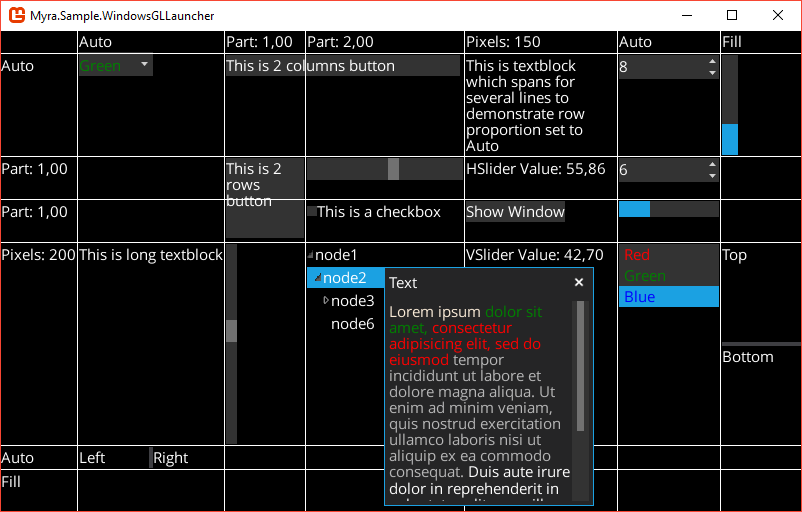 Myra.Sample.WindowsGLLauncher
Auto Part: 1,00 Part: 2,00 Pixels: 150 Auto Fill
Auto
Green
This is 2 columns button
This is textblock
which spans for
several lines to
demonstrate row
proportion set to
Auto
8
Part: 1,00
This is 2
rows
button
HSlider Value: 55,86
6
Part: 1,00
This is a checkbox
Show Window
Pixels: 200
This is long textblock
node1
node2
node3
node6
VSlider Value: 42,70
Red
Green
Blue
Top
Bottom
Text
Lorem ipsum dolor sit
amet, consectetur
adipisicing elit, sed do
eiusmod tempor
incididunt ut labore et
dolore magna aliqua. Ut
enim ad minim veniam,
quis nostrud exercitation
ullamco laboris nisi ut
aliquip ex ea commodo
consequat. Duis aute irure
dolor in reprehenderit in
Auto
Left
Right
Fill